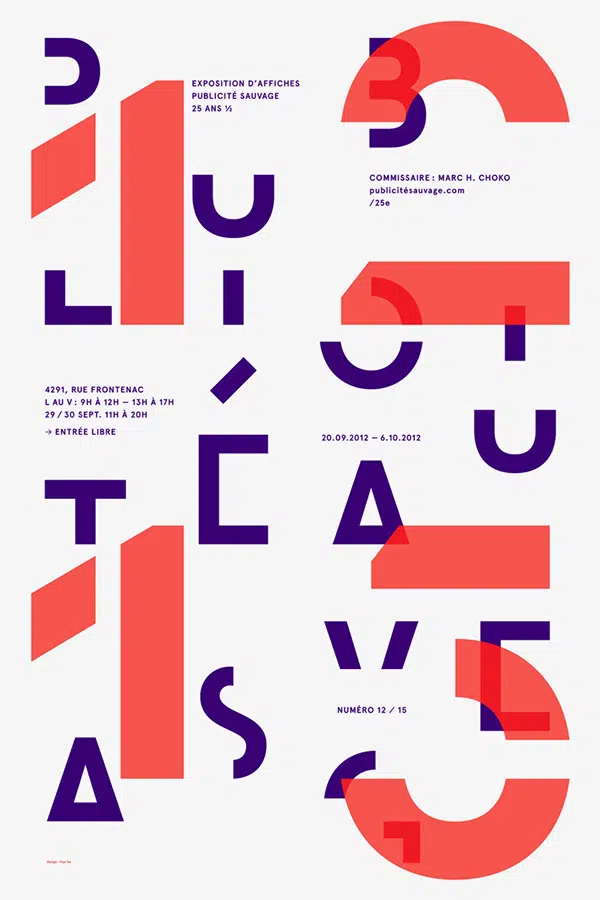 PUBLICITÉ
SAUVAGE
EXPOSITION D'AFFICHES
PUBLICITÉ SAUVAGE
25 ANS ½
COMMISSAIRE : MARC H. CHOKO
publicitésauvage.com
/25e
4291, RUE FRONTENAC
L AU V : 9H À 12H — 13H À 17H
29 / 30 SEPT. 11H À 20H
→ ENTRÉE LIBRE
20.09.2012 — 6.10.2012
NUMÉRO 12 / 15